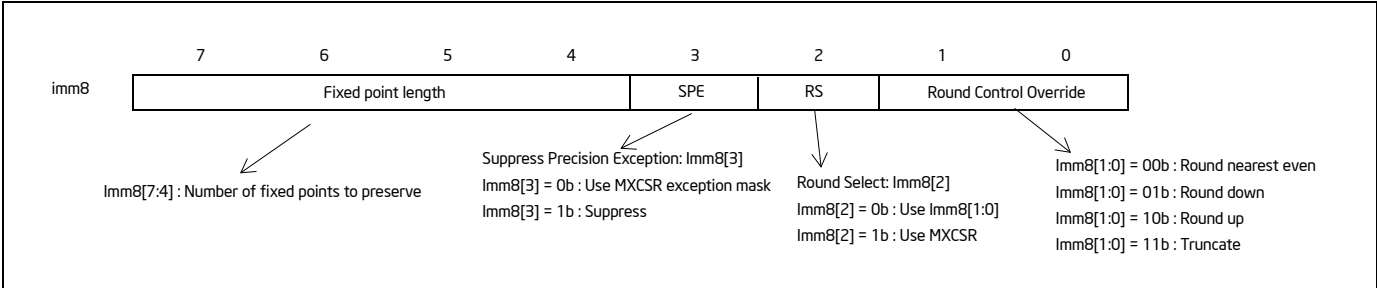 7 6 5 4 3 2 1 0
imm8 Fixed point length SPE RS Round Control Override
Imm8[7:4] : Number of fixed points to preserve
Suppress Precision Exception: Imm8[3]
Imm8[3] = 0b : Use MXCSR exception mask
Imm8[3] = 1b : Suppress
Round Select: Imm8[2]
Imm8[2] = 0b : Use Imm8[1:0]
Imm8[2] = 1b : Use MXCSR
Imm8[1:0] = 00b : Round nearest even
Imm8[1:0] = 01b : Round down
Imm8[1:0] = 10b : Round up
Imm8[1:0] = 11b : Truncate